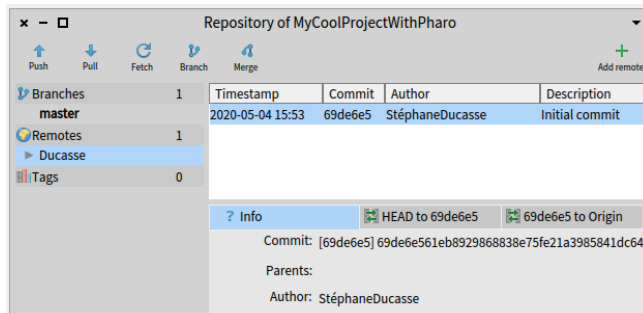 Repository of MyCoolProjectWithPharo
Push Pull Fetch Branch Merge Add remote
Branches 1
master
Remotes 1
Ducasse
Tags 0
Timestamp Commit Author Description
2020-05-04 15:53 69de6e5 StéphaneDucasse Initial commit
? Info HEAD to 69de6e5 69de6e5 to Origin
Commit: [69de6e5] 69de6e561eb8929868838e75fe21a3985841dc64
Parents:
Author: StéphaneDucasse